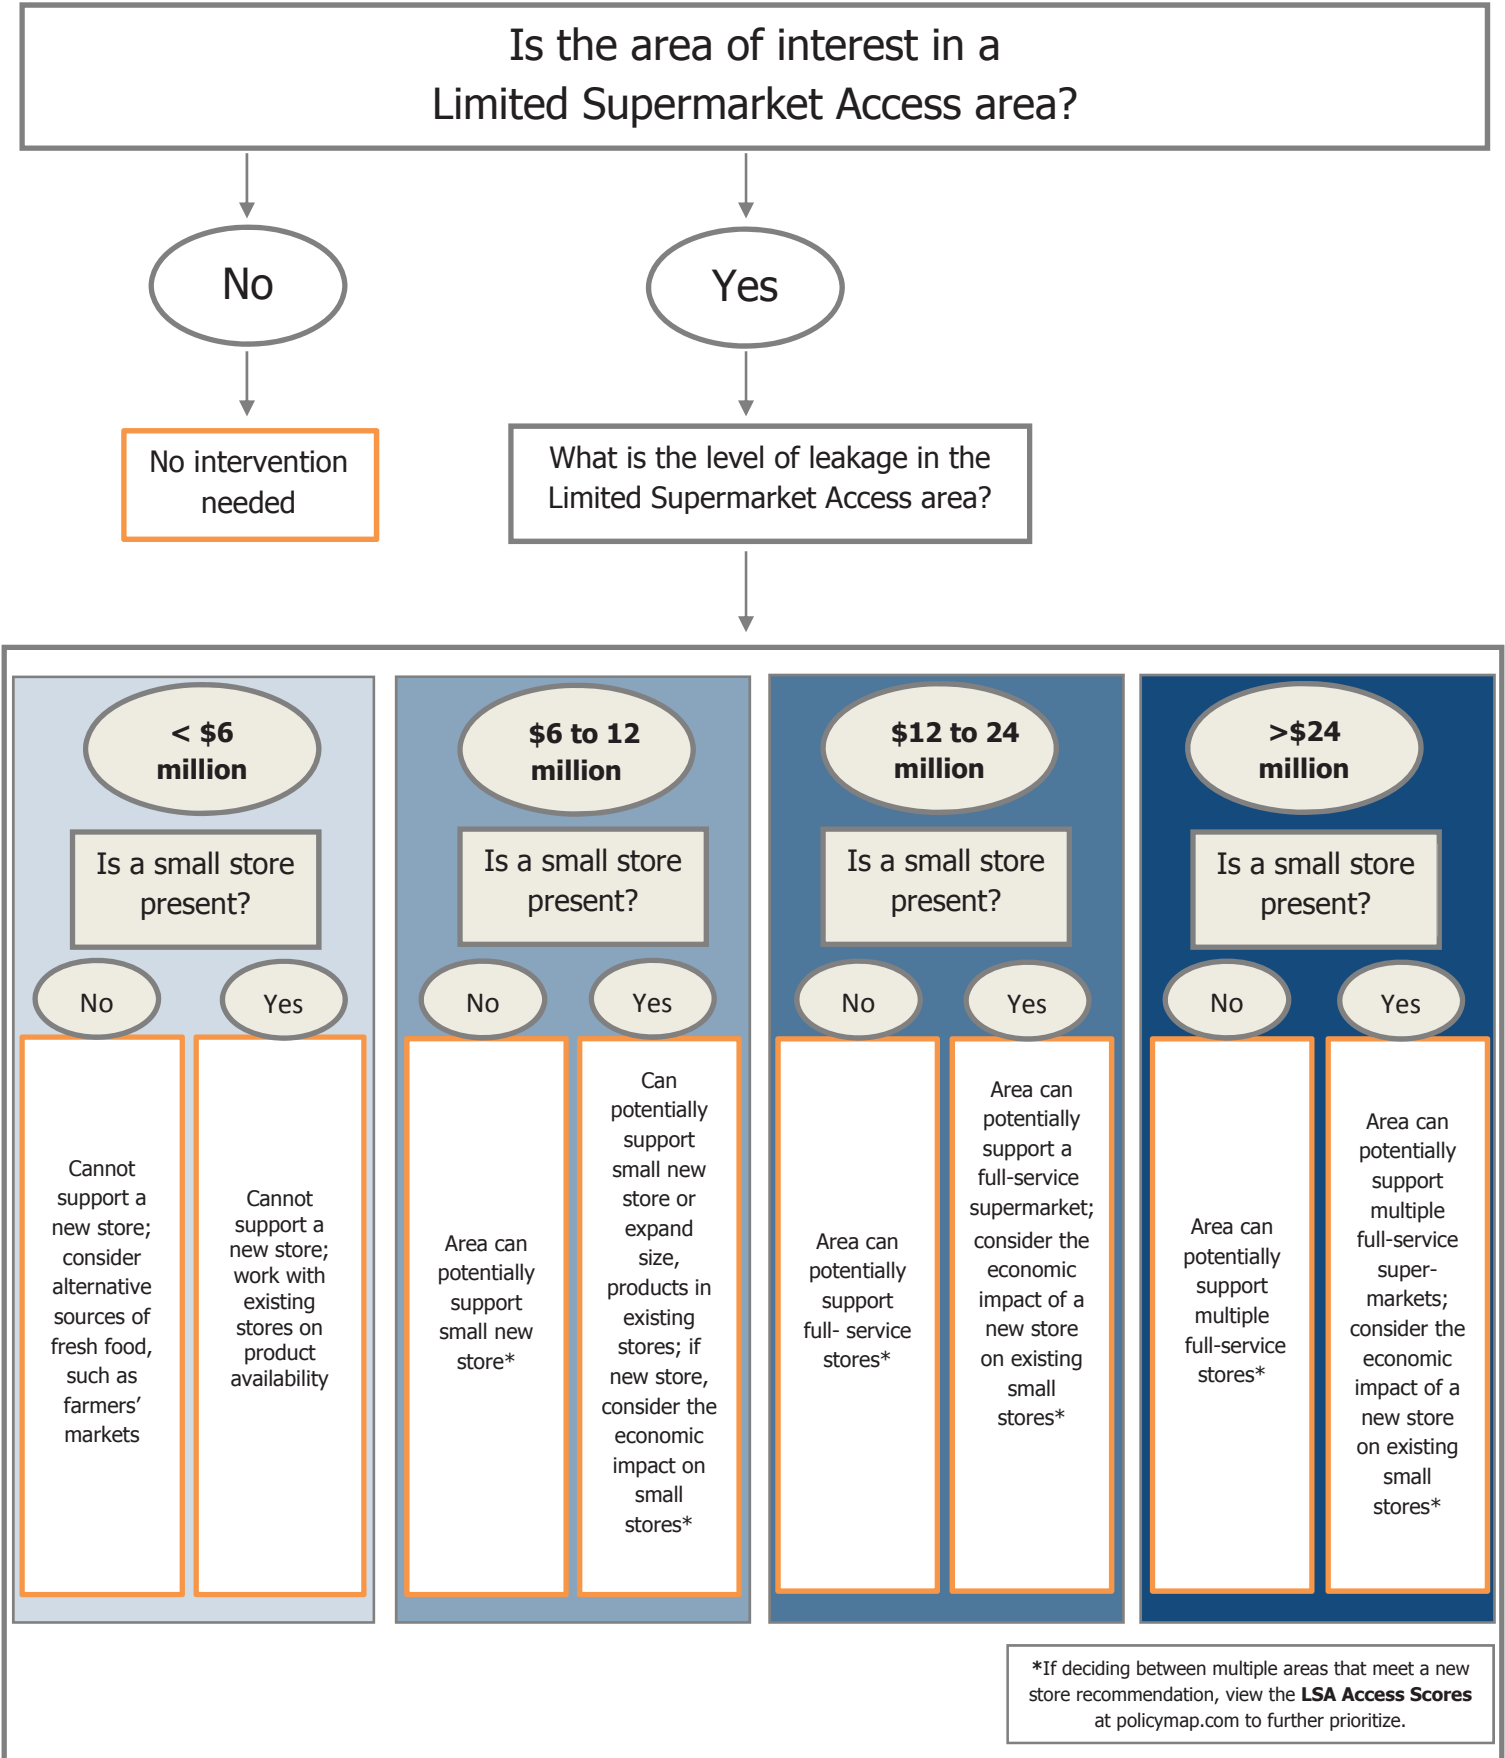 Is the area of interest in a
Limited Supermarket Access area?
No
Yes
No intervention
needed
What is the level of leakage in the
Limited Supermarket Access area?
< $6
million
Is a small store
present?
No
Yes
Cannot
support a
new store;
consider
alternative
sources of
fresh food,
such as
farmers’
markets
Cannot
support a
new store;
work with
existing
stores on
product
availability
$6 to 12
million
Is a small store
present?
No
Yes
Area can
potentially
support
small new
store*
Can
potentially
support
small new
store or
expand
size,
products in
existing
stores; if
new store,
consider the
economic
impact on
small
stores*
$12 to 24
million
Is a small store
present?
No
Yes
Area can
potentially
support
full- service
stores*
Area can
potentially
support a
full-service
supermarket;
consider the
economic
impact of a
new store
on existing
small
stores*
>$24
million
Is a small store
present?
No
Yes
Area can
potentially
support
multiple
full-service
stores*
Area can
potentially
support
multiple
full-service
super-
markets;
consider the
economic
impact of a
new store
on existing
small
stores*
*If deciding between multiple areas that meet a new
store recommendation, view the LSA Access Scores
at policymap.com to further prioritize.